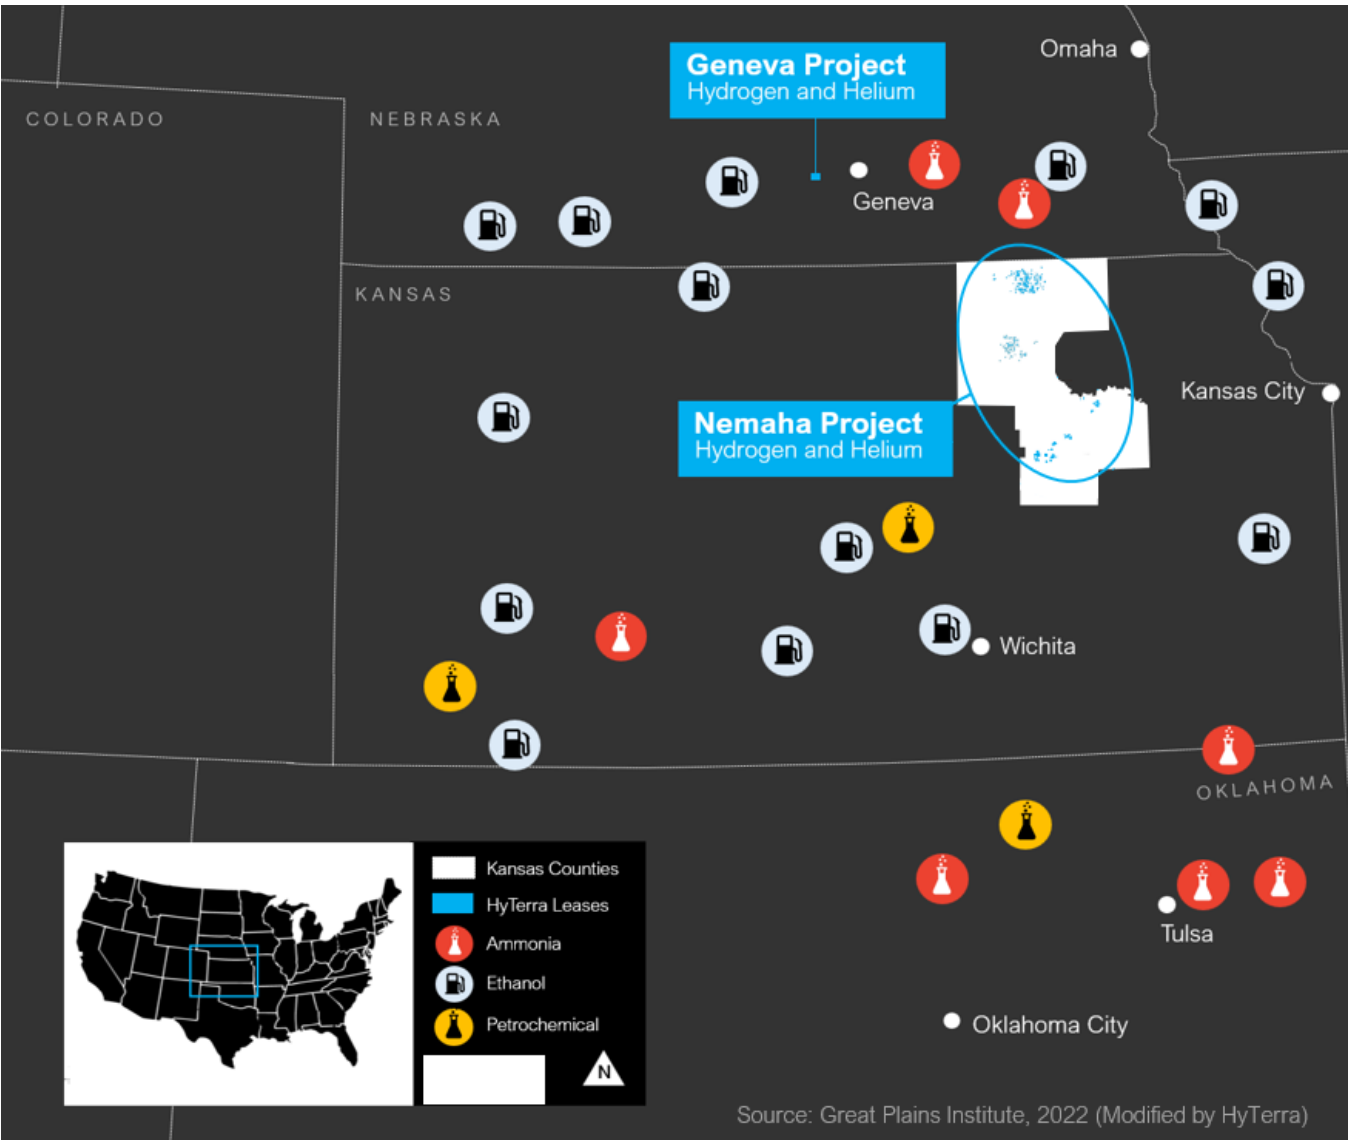 Omaha
Geneva Project
Hydrogen and Helium
COLORADO
NEBRASKA
Geneva
KANSAS
Kansas City
Nemaha Project
Hydrogen and Helium
Wichita
OKLAHOMA
Kansas Counties
HyTerra Leases
Ammonia
Ethanol
Petrochemical
N
Tulsa
Oklahoma City
Source: Great Plains Institute, 2022 (Modified by HyTerra)